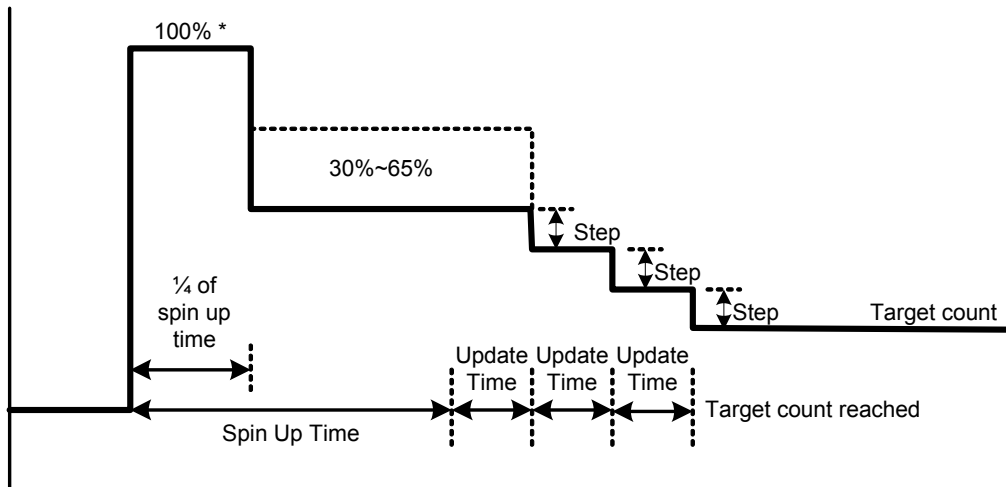 100% *
30%~65%
Step
Step
Step
¼ of
spin up
time
Target count
Update
Time
Update
Time
Update
Time
Spin Up Time
Target count reached